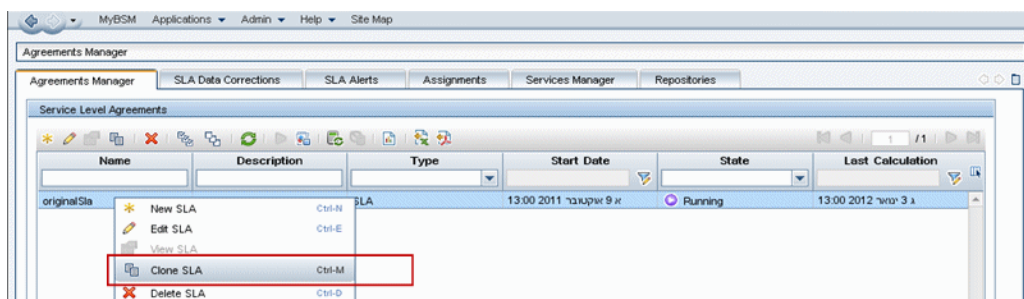 MyBSM Applications Admin Help Site Map
Agreements Manager
Agreements Manager SLA Data Corrections SLA Alerts Assignments Services Manager Repositories
Service Level Agreements
1 /1
Name Description Type Start Date State Last Calculation
originalSla SLA א 9 אוקטובר 2011 13:00 Running ג 3 ינואר 2012 13:00
New SLA Ctrl-N
Edit SLA Ctrl-E
View SLA
Clone SLA Ctrl-M
Delete SLA Ctrl-D